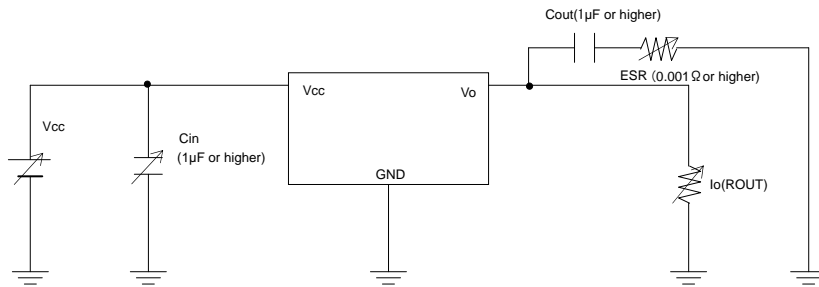 Cout(1µF or higher)
ESR (0.001Ω or higher)
Vcc
Vo
Vcc
Cin
(1µF or higher)
GND
Io(ROUT)